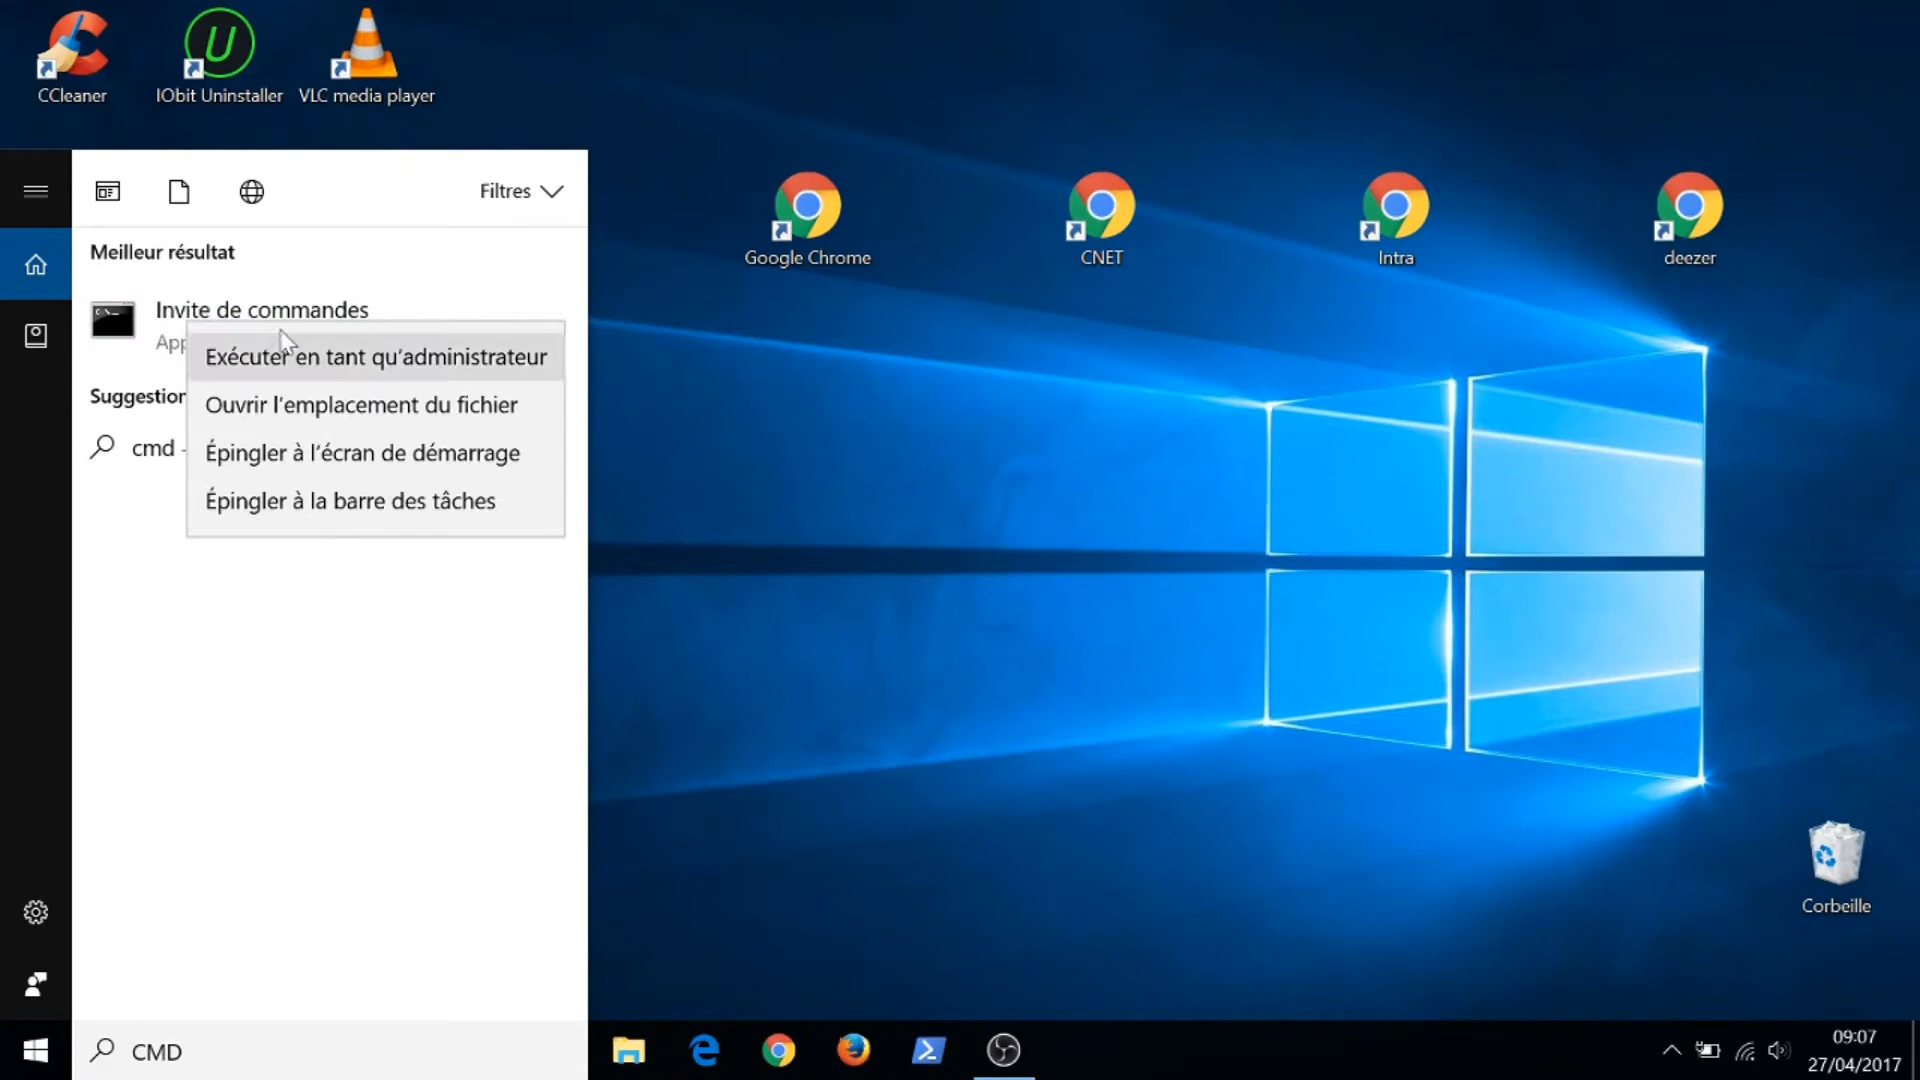 CCleaner
IObit Uninstaller
VLC media player
Filtres
Meilleur résultat
Invite de commandes
App
Exécuter en tant qu'administrateur
Ouvrir l'emplacement du fichier
Épingler à l'écran de démarrage
Épingler à la barre des tâches
Suggestion
cmd -
Google Chrome
CNET
Intra
deezer
Corbeille
CMD
09:07
27/04/2017